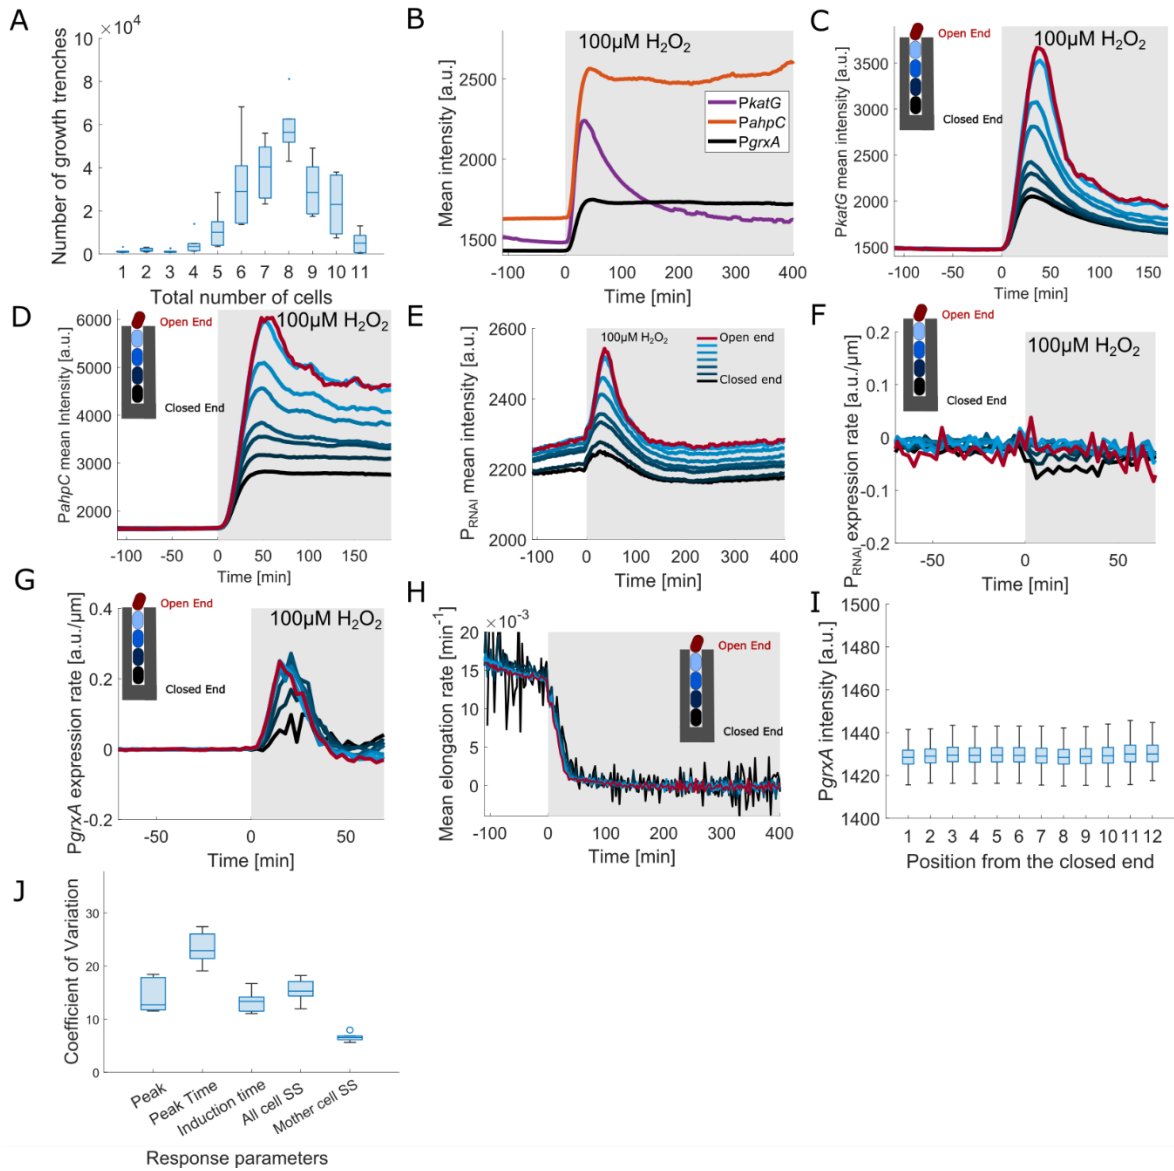 A
×10⁴
10
8
6
4
2
0
Number of growth trenches
1 2 3 4 5 6 7 8 9 10 11
Total number of cells
B
100µM H₂O₂
2500
2000
1500
Mean intensity [a.u.]
PkatG
PahpC
PgrxA
-100 0 100 200 300 400
Time [min]
C
Open End
Closed End
100µM H₂O₂
3500
3000
2500
2000
1500
PkatG mean intensity [a.u.]
-100 -50 0 50 100 150
Time [min]
D
Open End
Closed End
100µM H₂O₂
6000
5000
4000
3000
2000
PahpC mean Intensity [a.u.]
-100 -50 0 50 100 150
Time [min]
E
100µM H₂O₂
Open end
Closed end
2600
2400
2200
2000
P_RNAI mean intensity [a.u.]
-100 0 100 200 300 400
Time [min]
F
Open End
Closed End
100µM H₂O₂
0.2
0.1
0
-0.1
-0.2
P_RNAI expression rate [a.u./µm]
-50 0 50
Time [min]
G
Open End
Closed End
100µM H₂O₂
0.4
0.2
0
-0.2
PgrxA expression rate [a.u./µm]
-50 0 50
Time [min]
H
×10⁻³
Open End
Closed End
20
15
10
5
0
Mean elongation rate [min⁻¹]
-100 0 100 200 300 400
Time [min]
I
1500
1480
1460
1440
1420
1400
PgrxA intensity [a.u.]
1 2 3 4 5 6 7 8 9 10 11 12
Position from the closed end
J
30
20
10
0
Coefficient of Variation
Peak
Peak Time
Induction time
All cell SS
Mother cell SS
Response parameters